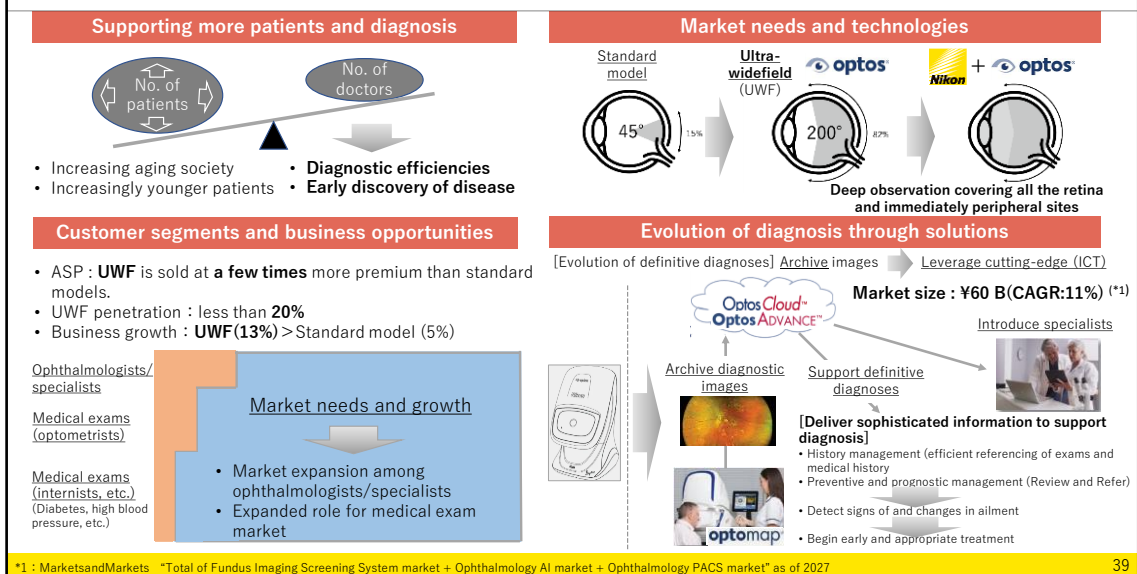 Supporting more patients and diagnosis
No. of
patients
No. of
doctors
• Increasing aging society
• Increasingly younger patients
• Diagnostic efficiencies
• Early discovery of disease
Market needs and technologies
Standard
model
45°
15%
Ultra-
widefield
(UWF)
optos®
200°
82%
Nikon
+
optos®
Deep observation covering all the retina
and immediately peripheral sites
Customer segments and business opportunities
• ASP : UWF is sold at a few times more premium than standard
models.
• UWF penetration：less than 20%
• Business growth：UWF(13%)＞Standard model (5%)
Ophthalmologists/
specialists
Medical exams
(optometrists)
Medical exams
(internists, etc.)
(Diabetes, high blood
pressure, etc.)
Market needs and growth
• Market expansion among
ophthalmologists/specialists
• Expanded role for medical exam
market
Evolution of diagnosis through solutions
[Evolution of definitive diagnoses] Archive images
Leverage cutting-edge (ICT)
Market size : ¥60 B(CAGR:11%) (*1)
Optos Cloud™
Optos ADVANCE™
Introduce specialists
Archive diagnostic
images
Support definitive
diagnoses
optomap®
[Deliver sophisticated information to support
diagnosis]
• History management (efficient referencing of exams and
medical history
• Preventive and prognostic management (Review and Refer)
• Detect signs of and changes in ailment
• Begin early and appropriate treatment
*1：MarketsandMarkets “Total of Fundus Imaging Screening System market + Ophthalmology AI market + Ophthalmology PACS market” as of 2027
39